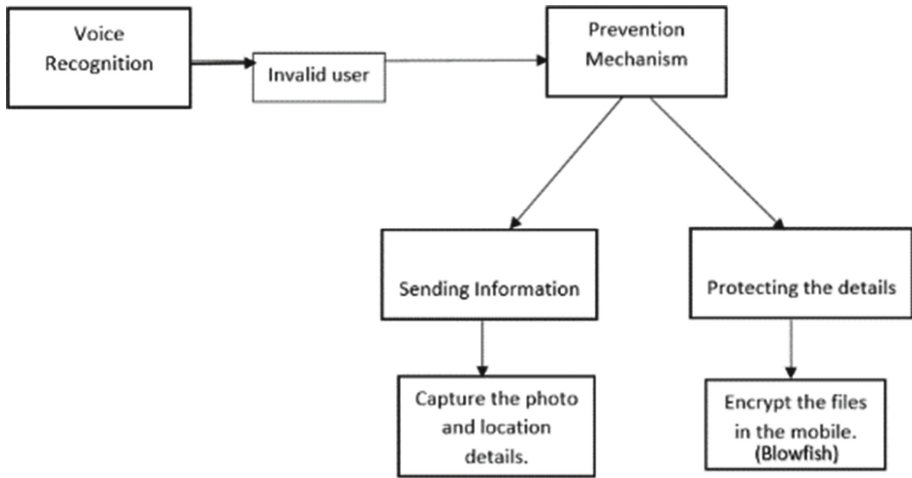 Voice
Recognition
Invalid user
Prevention
Mechanism
Sending Information
Protecting the details
Capture the photo
and location
details.
Encrypt the files
in the mobile.
(Blowfish)